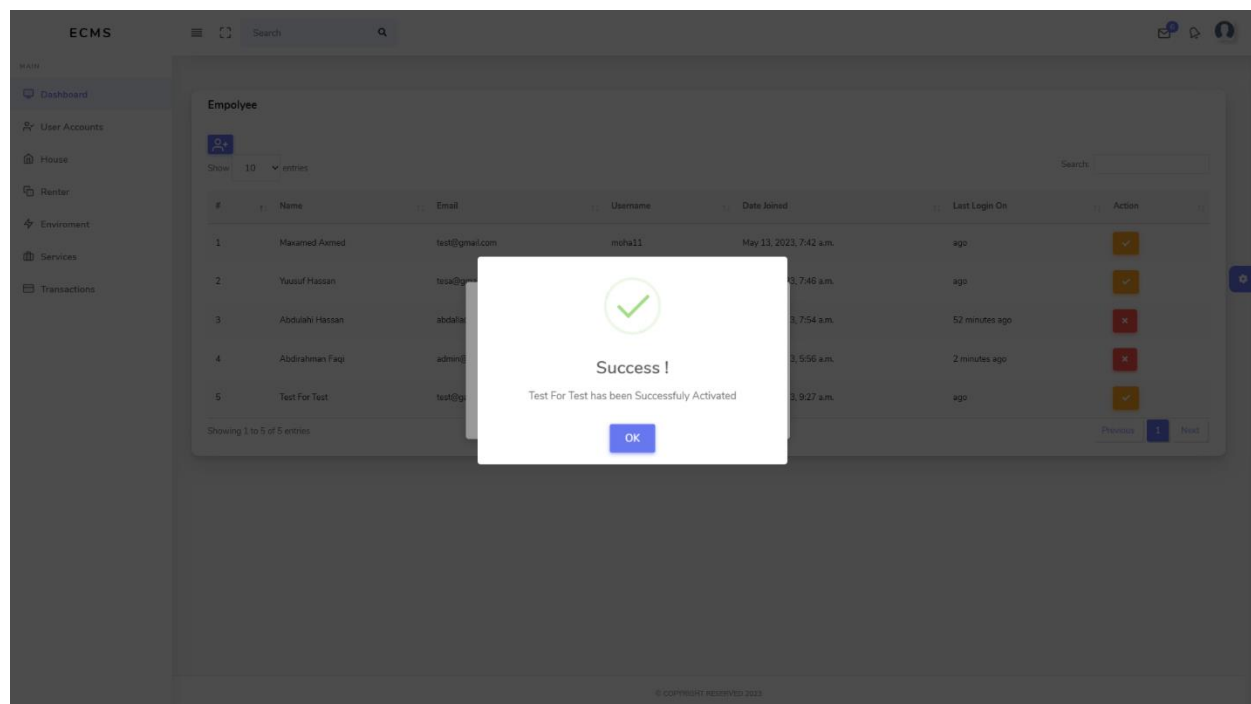 ECMS
Search
MAIN
Dashboard
User Accounts
House
Renter
Enviroment
Services
Transactions
Empolyee
Show 10 entries
Search:
# Name Email Username Date Joined Last Login On Action
1 Maxamed Axmed test@gmail.com moha11 May 13, 2023, 7:42 a.m. ago
2 Yuusuf Hassan 7:46 a.m. ago
3 Abdulahi Hassan 3, 7:54 a.m. 52 minutes ago
4 Abdirahman Faqi admin@ 3, 5:56 a.m. 2 minutes ago
5 Test For Test 3, 9:27 a.m. ago
Showing 1 to 5 of 5 entries
Previous 1 Next
Success !
Test For Test has been Successfuly Activated
OK
© COPYRIGHT RESERVED 2023